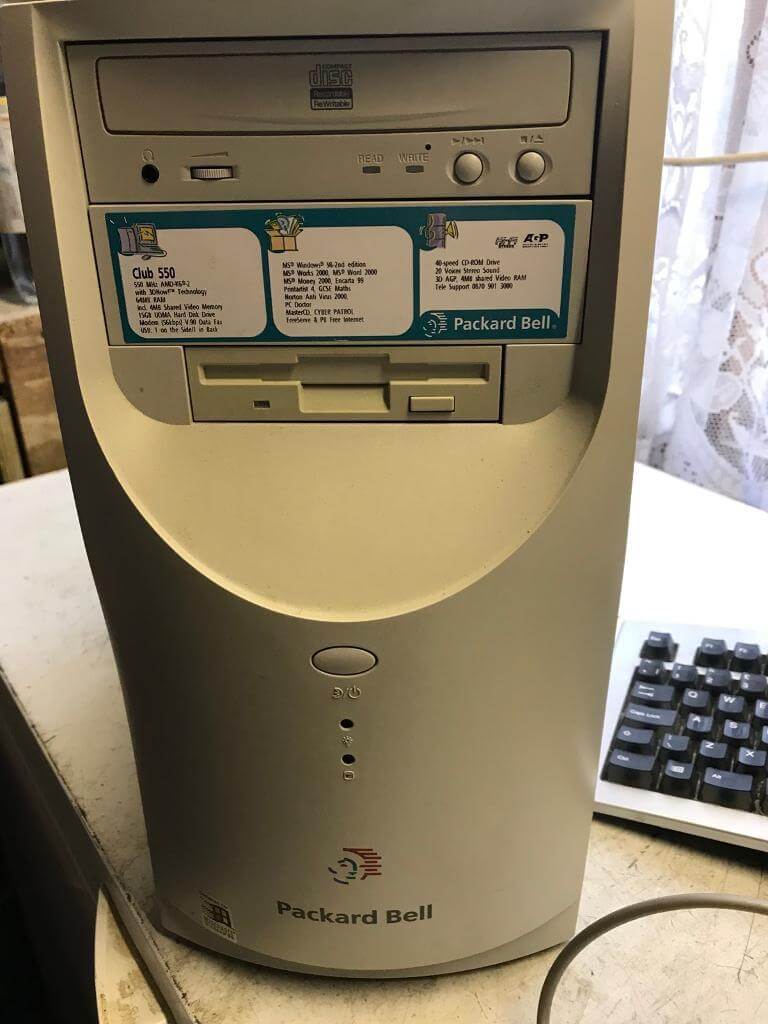 COMPACT
disc
Recordable
ReWritable
READ
WRITE
Club 550
550 MHz AMD-K6®-2
with 3DNow!™ Technology
64MB RAM
incl. 4MB Shared Video Memory
15GB UDMA Hard Disk Drive
Modem (56kbps) V.90 Data Fax
USB: 1 on the Side/1 in Back
MS® Windows® 98-2nd edition
MS® Works 2000, MS® Word 2000
MS® Money 2000, Encarta 99
Printartist 4, GCSE Maths
Norton Anti Virus 2000,
PC Doctor
MasterCD, CYBER PATROL
FreeServe & PB Free Internet
AGP
40-speed CD-ROM Drive
20 Voices Stereo Sound
3D AGP, 4MB shared Video RAM
Tele Support 0870 901 3000
Packard Bell
Packard Bell
Q W E
Caps Lock
A S
Z X
Ctrl
Alt